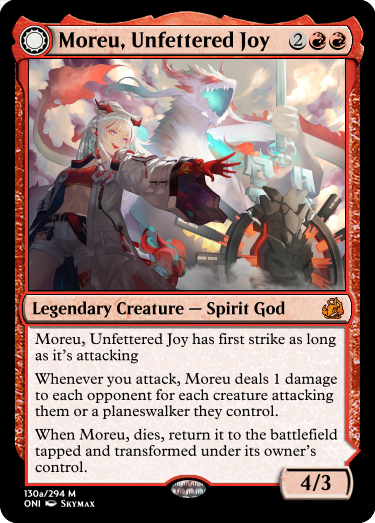 Moreu, Unfettered Joy 2
Legendary Creature — Spirit God
Moreu, Unfettered Joy has first strike as long
as it's attacking
Whenever you attack, Moreu deals 1 damage
to each opponent for each creature attacking
them or a planeswalker they control.
When Moreu, dies, return it to the battlefield
tapped and transformed under its owner's
control.
4/3
130a/294 M
ONI Skymax